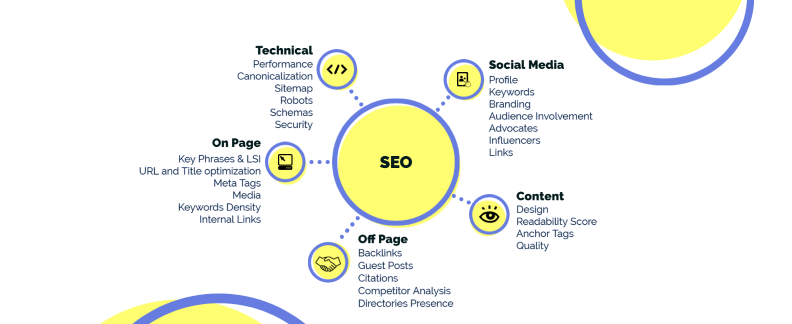 Technical
Performance
Canonicalization
Sitemap
Robots
Schemas
Security
Social Media
Profile
Keywords
Branding
Audience Involvement
Advocates
Influencers
Links
On Page
Key Phrases & LSI
URL and Title optimization
Meta Tags
Media
Keywords Density
Internal Links
SEO
Content
Design
Readability Score
Anchor Tags
Quality
Off Page
Backlinks
Guest Posts
Citations
Competitor Analysis
Directories Presence